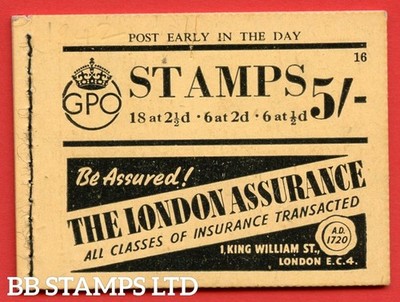 POST EARLY IN THE DAY
16
GPO
STAMPS 5/-
18 at 2½d · 6 at 2d · 6 at ½d
Be Assured!
THE LONDON ASSURANCE
ALL CLASSES OF INSURANCE TRANSACTED
1, KING WILLIAM ST.,
LONDON E.C.4.
A.D.
1720
BB STAMPS LTD